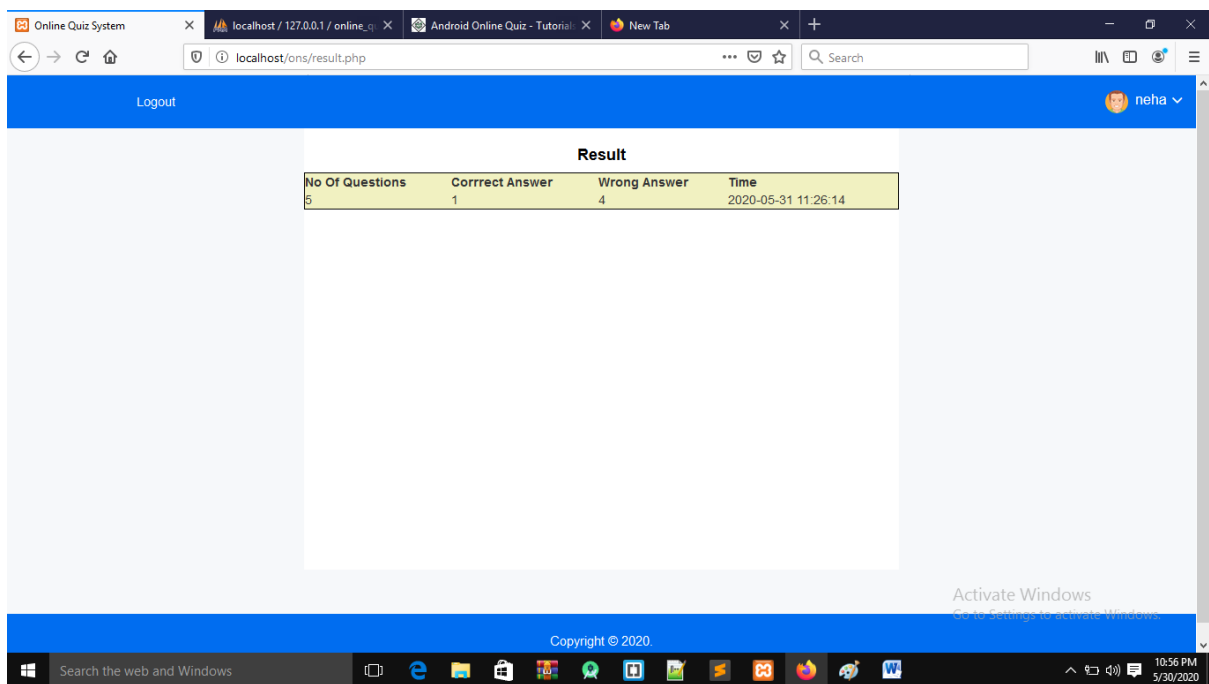 Online Quiz System
localhost / 127.0.0.1 / online_q
Android Online Quiz - Tutorials
New Tab
localhost/ons/result.php
Search
Logout
neha
Result
No Of Questions Corrrect Answer Wrong Answer Time
5 1 4 2020-05-31 11:26:14
Activate Windows
Go to Settings to activate Windows.
Copyright © 2020.
Search the web and Windows
10:56 PM
5/30/2020